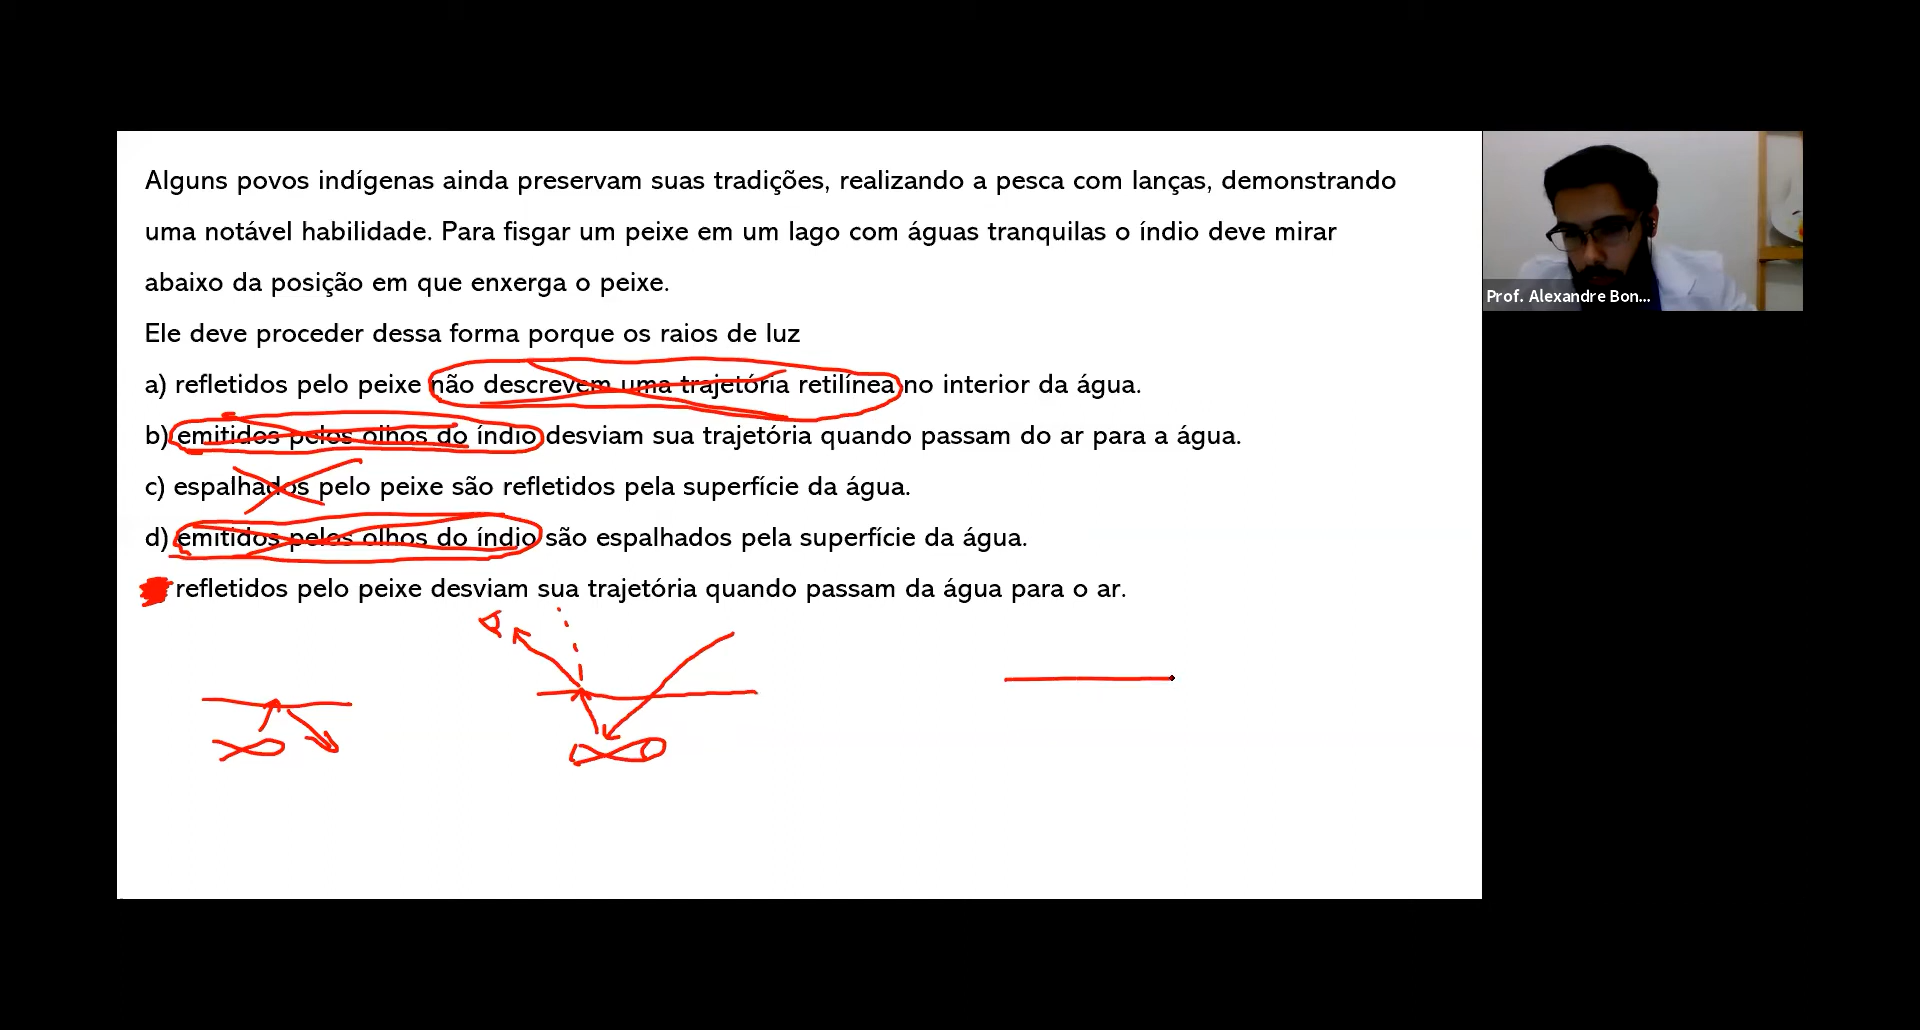 Alguns povos indígenas ainda preservam suas tradições, realizando a pesca com lanças, demonstrando
uma notável habilidade. Para fisgar um peixe em um lago com águas tranquilas o índio deve mirar
abaixo da posição em que enxerga o peixe.
Ele deve proceder dessa forma porque os raios de luz
a) refletidos pelo peixe não descrevem uma trajetória retilínea no interior da água.
b) emitidos pelos olhos do índio desviam sua trajetória quando passam do ar para a água.
c) espalhados pelo peixe são refletidos pela superfície da água.
d) emitidos pelos olhos do índio são espalhados pela superfície da água.
refletidos pelo peixe desviam sua trajetória quando passam da água para o ar.
Prof. Alexandre Bon...